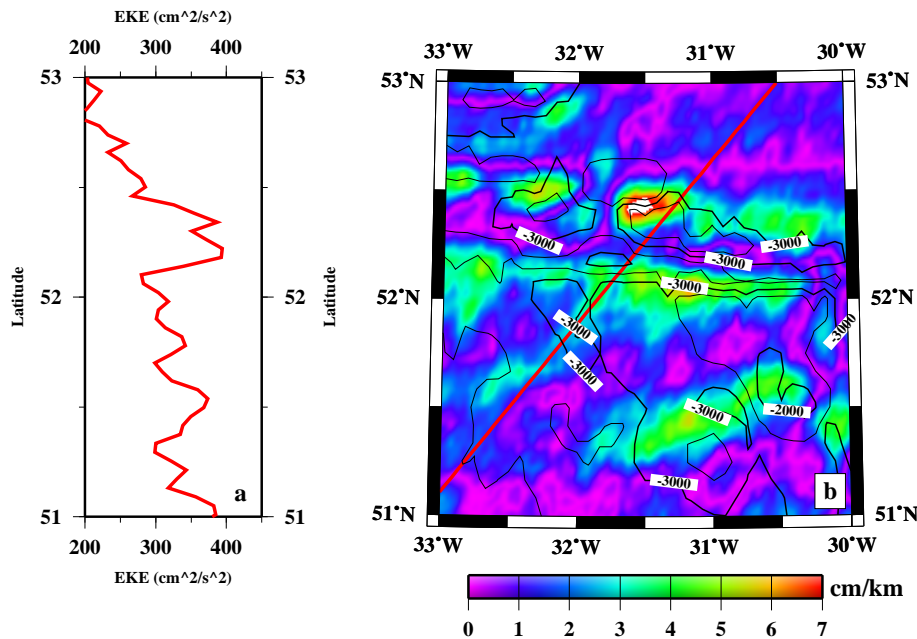 EKE (cm^2/s^2)
200 300 400
53 53
52 52
51 51
Latitude
Latitude
a
200 300 400
EKE (cm^2/s^2)
33˚W 32˚W 31˚W 30˚W
53˚N 53˚N
-3000
-3000
-3000
-3000
52˚N 52˚N
-3000
-3000
-3000
-2000
-3000
-3000
b
51˚N 51˚N
33˚W 32˚W 31˚W 30˚W
cm/km
0 1 2 3 4 5 6 7